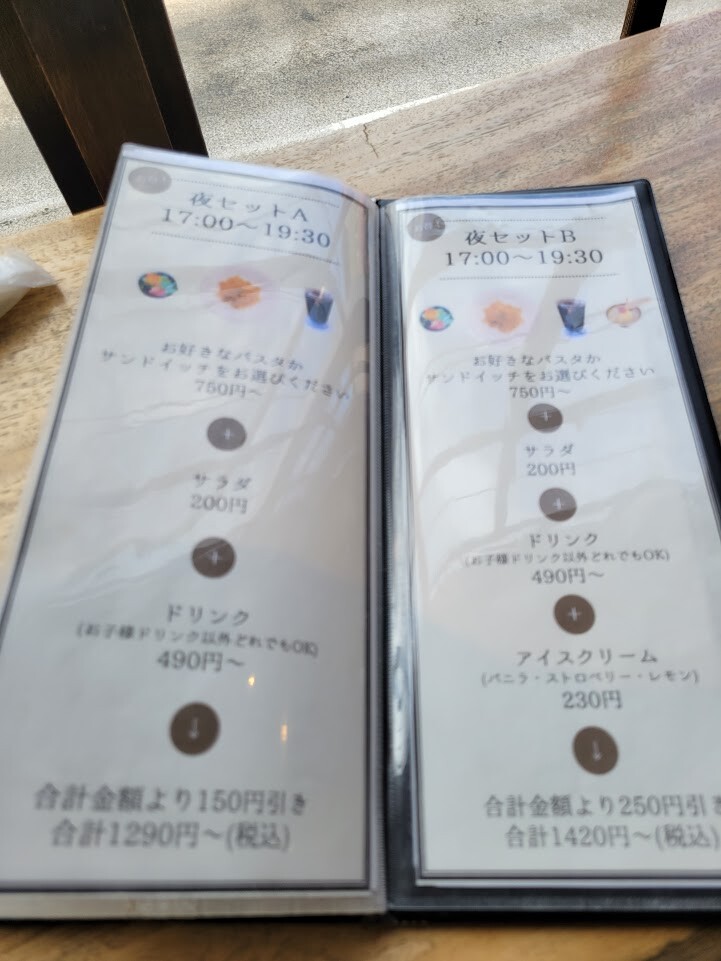 夜セットA
17:00～19:30
お好きなパスタか
サンドイッチをお選びください
750円～
+
サラダ
200円
+
ドリンク
(お子様ドリンク以外どれでもOK)
490円～
↓
合計金額より150円引き
合計1290円～(税込)
夜セットB
17:00～19:30
お好きなパスタか
サンドイッチをお選びください
750円～
+
サラダ
200円
+
ドリンク
(お子様ドリンク以外どれでもOK)
490円～
+
アイスクリーム
(バニラ・ストロベリー・レモン)
230円
↓
合計金額より250円引き
合計1420円～(税込)